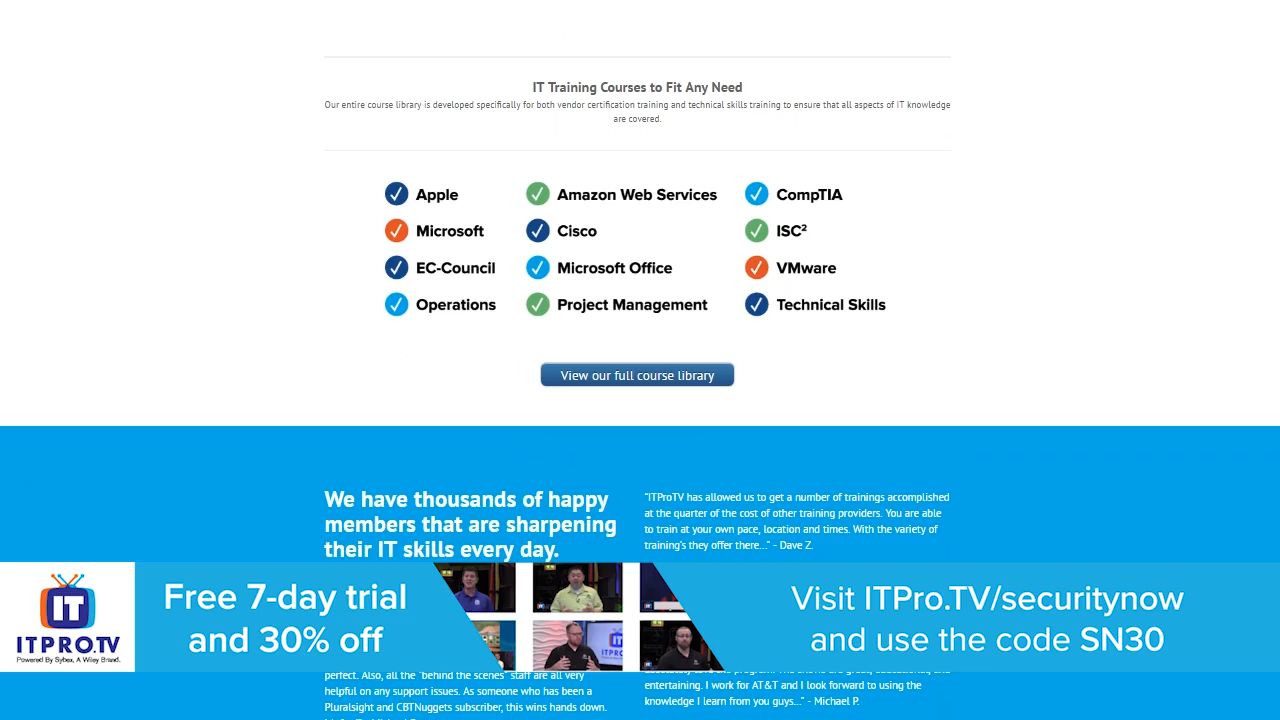 IT Training Courses to Fit Any Need
Our entire course library is developed specifically for both vendor certification training and technical skills training to ensure that all aspects of IT knowledge
are covered.
Apple
Amazon Web Services
CompTIA
Microsoft
Cisco
ISC²
EC-Council
Microsoft Office
VMware
Operations
Project Management
Technical Skills
View our full course library
We have thousands of happy
members that are sharpening
their IT skills every day.
"ITProTV has allowed us to get a number of trainings accomplished
at the quarter of the cost of other training providers. You are able
to train at your own pace, location and times. With the variety of
training's they offer there..." - Dave Z.
IT
ITPRO.TV
Powered By Sybex, A Wiley Brand.
Free 7-day trial
and 30% off
Visit ITPro.TV/securitynow
and use the code SN30
perfect. Also, all the "behind the scenes" staff are all very
helpful on any support issues. As someone who has been a
Pluralsight and CBTNuggets subscriber, this wins hands down.
entertaining. I work for AT&T and I look forward to using the
knowledge I learn from you guys..." - Michael P.